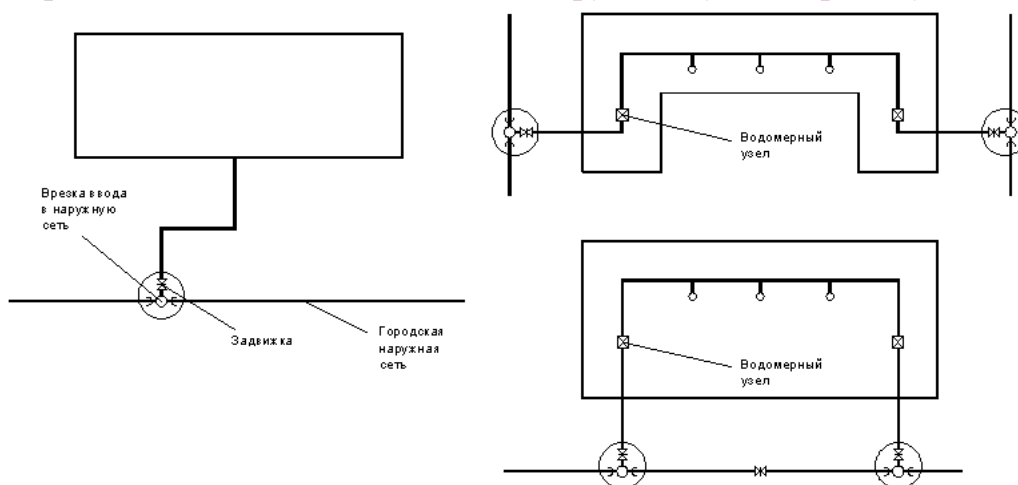 Врезка ввода
в наружную
сеть
Задвижка
Городская
наружная
сеть
Водомерный
узел
Водомерный
узел